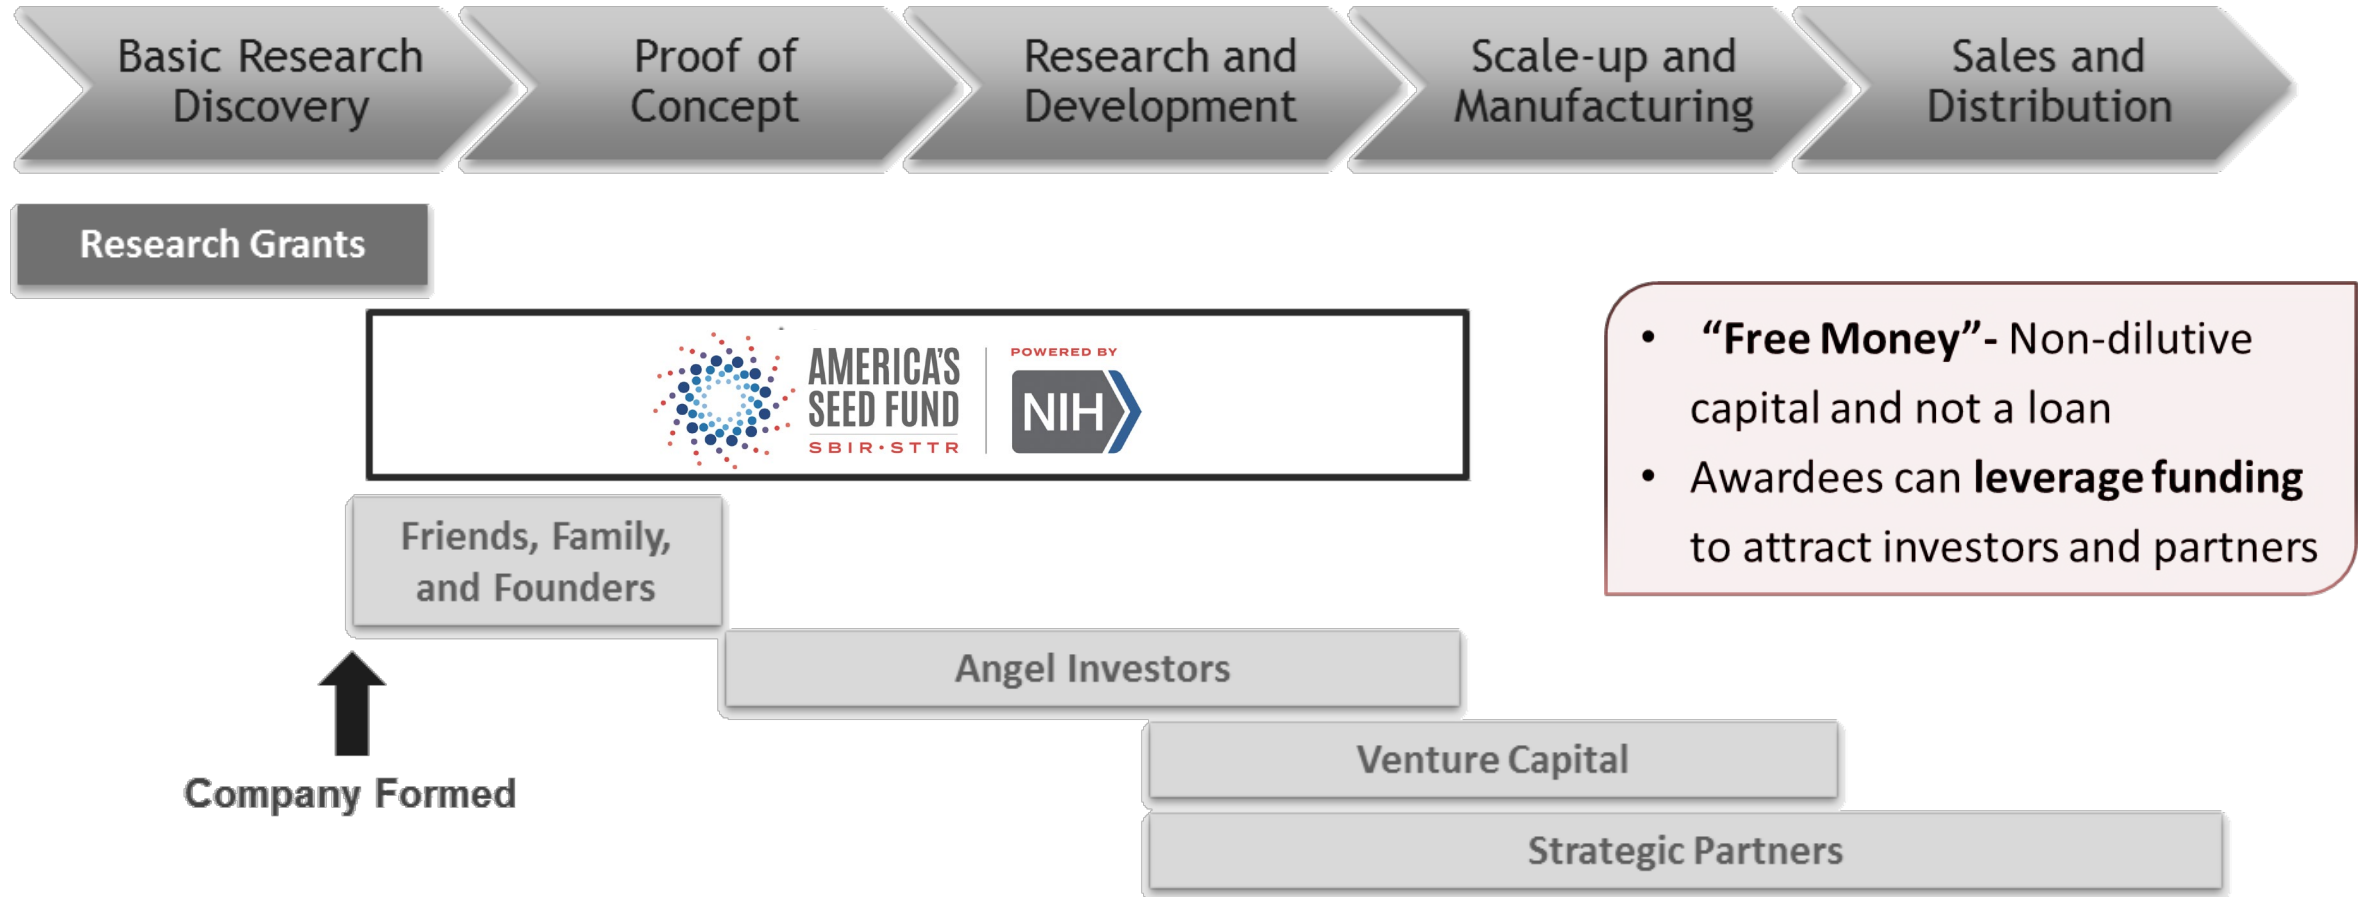 Basic Research
Discovery
Proof of
Concept
Research and
Development
Scale-up and
Manufacturing
Sales and
Distribution
Research Grants
AMERICA'S
SEED FUND
SBIR·STTR
POWERED BY
NIH
• “Free Money”- Non-dilutive
capital and not a loan
• Awardees can leverage funding
to attract investors and partners
Friends, Family,
and Founders
Angel Investors
Venture Capital
Strategic Partners
Company Formed